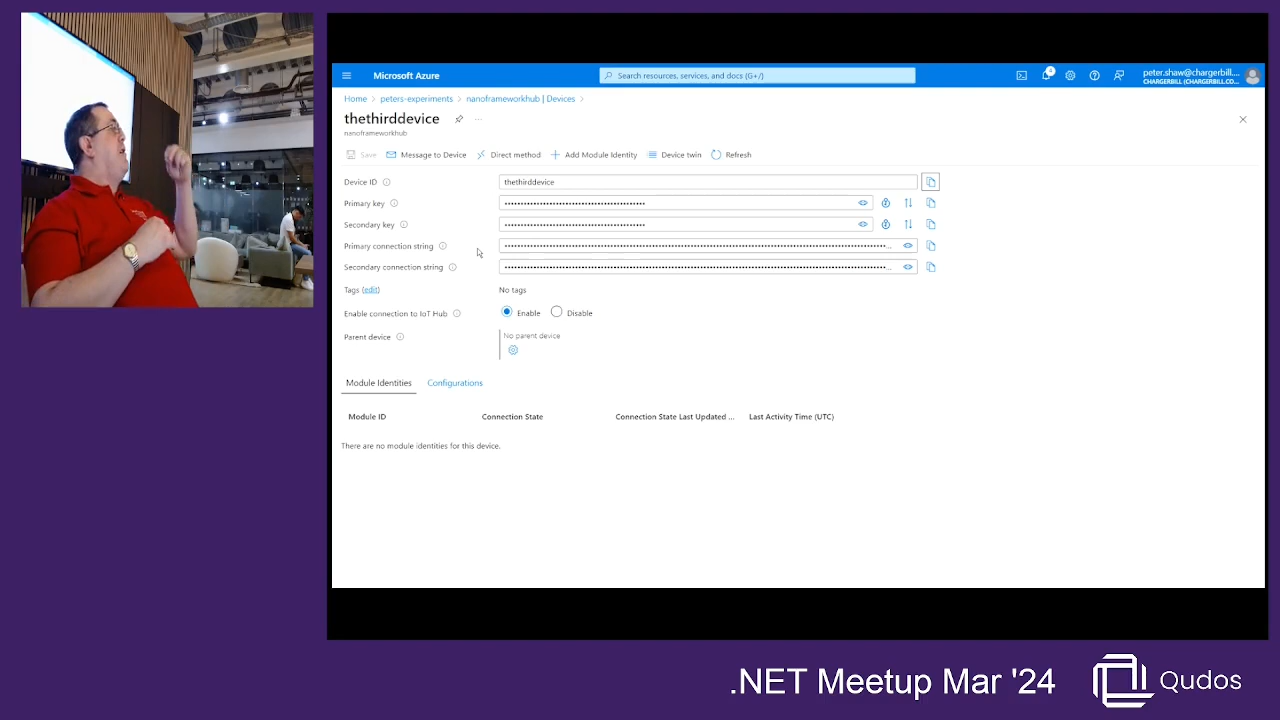 Microsoft Azure
Search resources, services, and docs (G+/)
1
peter.shaw@chargerbill....
CHARGERBILL (CHARGERBILL.CO...
Home > peters-experiments > nanoframeworkhub | Devices >
thethirddevice
nanoframeworkhub
Save Message to Device Direct method Add Module Identity Device twin Refresh
Device ID thethirddevice
Primary key
Secondary key
Primary connection string
Secondary connection string
Tags (edit) No tags
Enable connection to IoT Hub Enable Disable
Parent device No parent device
Module Identities Configurations
Module ID Connection State Connection State Last Updated ... Last Activity Time (UTC)
There are no module identities for this device.
.NET Meetup Mar '24 Qudos